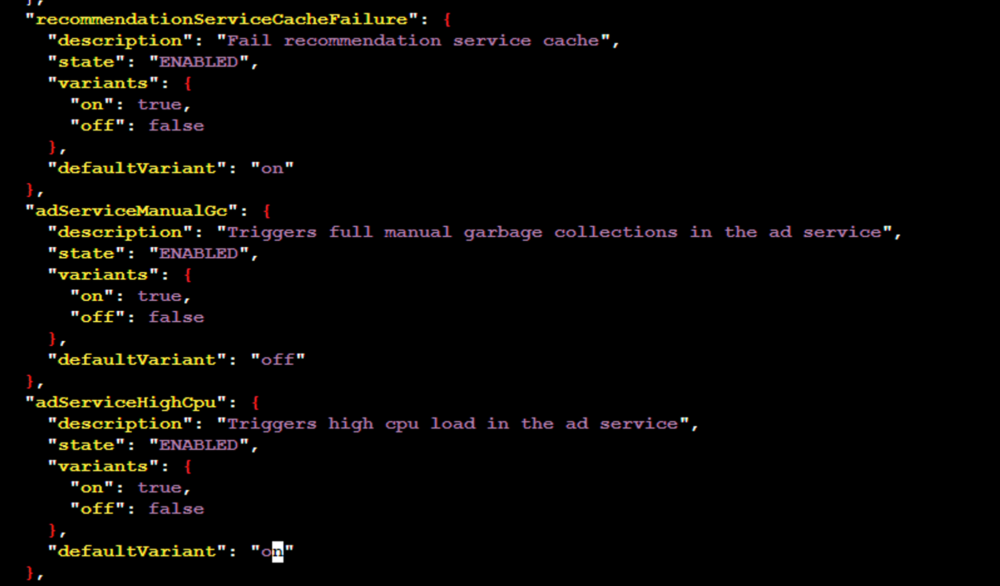 },
"recommendationServiceCacheFailure": {
"description": "Fail recommendation service cache",
"state": "ENABLED",
"variants": {
"on": true,
"off": false
},
"defaultVariant": "on"
},
"adServiceManualGc": {
"description": "Triggers full manual garbage collections in the ad service",
"state": "ENABLED",
"variants": {
"on": true,
"off": false
},
"defaultVariant": "off"
},
"adServiceHighCpu": {
"description": "Triggers high cpu load in the ad service",
"state": "ENABLED",
"variants": {
"on": true,
"off": false
},
"defaultVariant": "on"
},